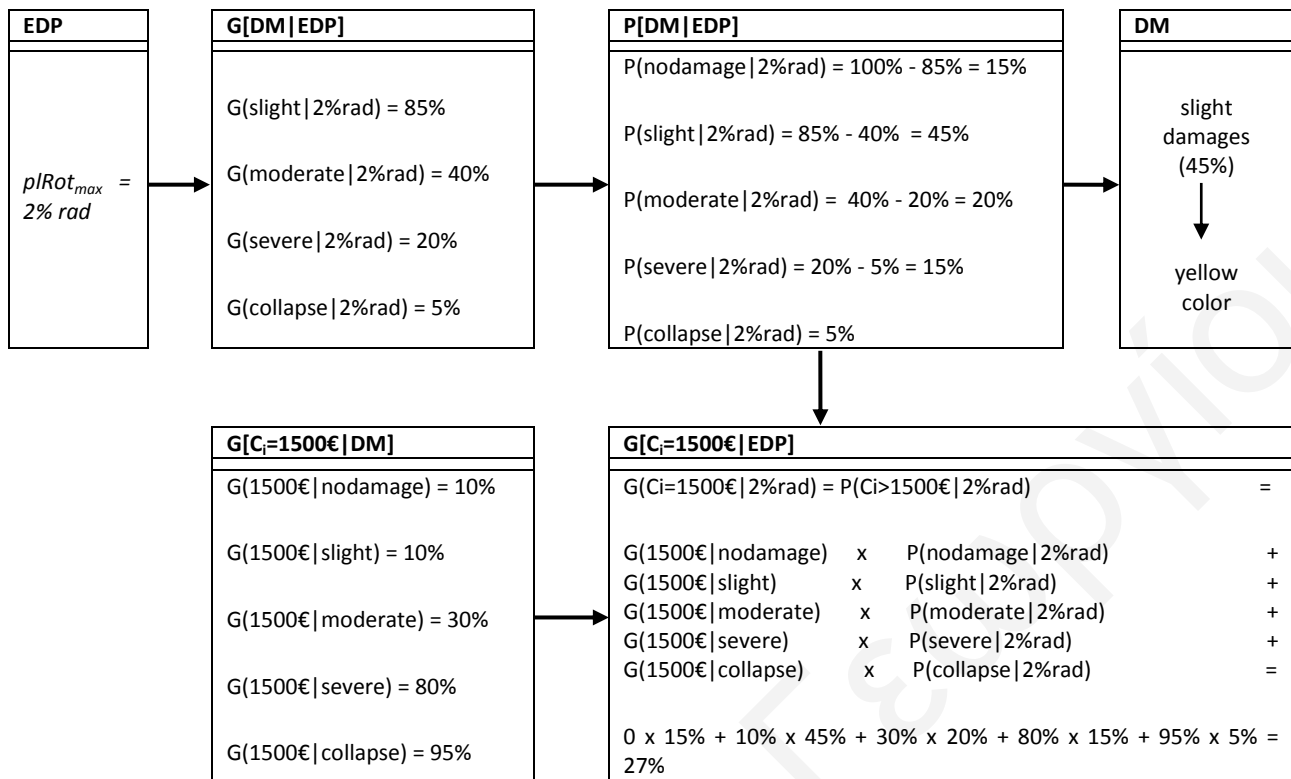 EDP
plRotmax =
2% rad
G[DM|EDP]
G(slight|2%rad) = 85%
G(moderate|2%rad) = 40%
G(severe|2%rad) = 20%
G(collapse|2%rad) = 5%
P[DM|EDP]
P(nodamage|2%rad) = 100% - 85% = 15%
P(slight|2%rad) = 85% - 40% = 45%
P(moderate|2%rad) = 40% - 20% = 20%
P(severe|2%rad) = 20% - 5% = 15%
P(collapse|2%rad) = 5%
DM
slight
damages
(45%)
yellow
color
G[Ci=1500€|DM]
G(1500€|nodamage) = 10%
G(1500€|slight) = 10%
G(1500€|moderate) = 30%
G(1500€|severe) = 80%
G(1500€|collapse) = 95%
G[Ci=1500€|EDP]
G(Ci=1500€|2%rad) = P(Ci>1500€|2%rad) =
G(1500€|nodamage) x P(nodamage|2%rad) +
G(1500€|slight) x P(slight|2%rad) +
G(1500€|moderate) x P(moderate|2%rad) +
G(1500€|severe) x P(severe|2%rad) +
G(1500€|collapse) x P(collapse|2%rad) =
0 x 15% + 10% x 45% + 30% x 20% + 80% x 15% + 95% x 5% =
27%